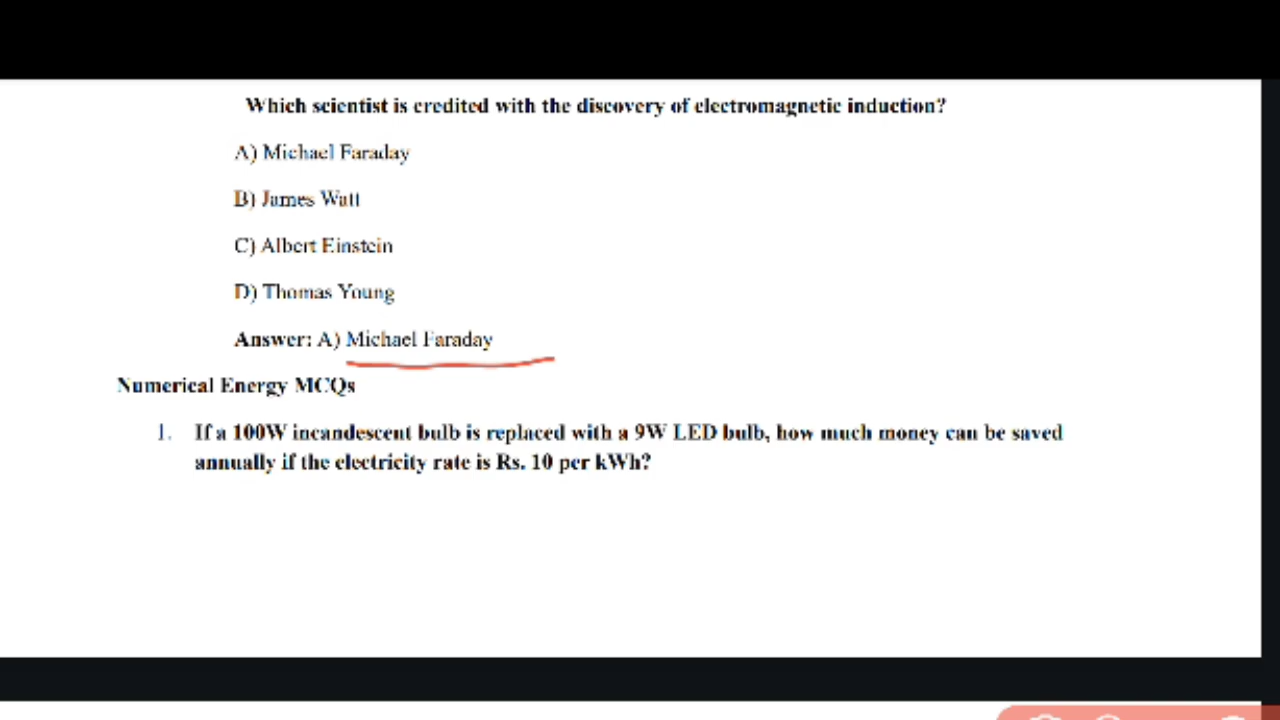 Which scientist is credited with the discovery of electromagnetic induction?
A) Michael Faraday
B) James Watt
C) Albert Einstein
D) Thomas Young
Answer: A) Michael Faraday
Numerical Energy MCQs
1. If a 100W incandescent bulb is replaced with a 9W LED bulb, how much money can be saved
annually if the electricity rate is Rs. 10 per kWh?